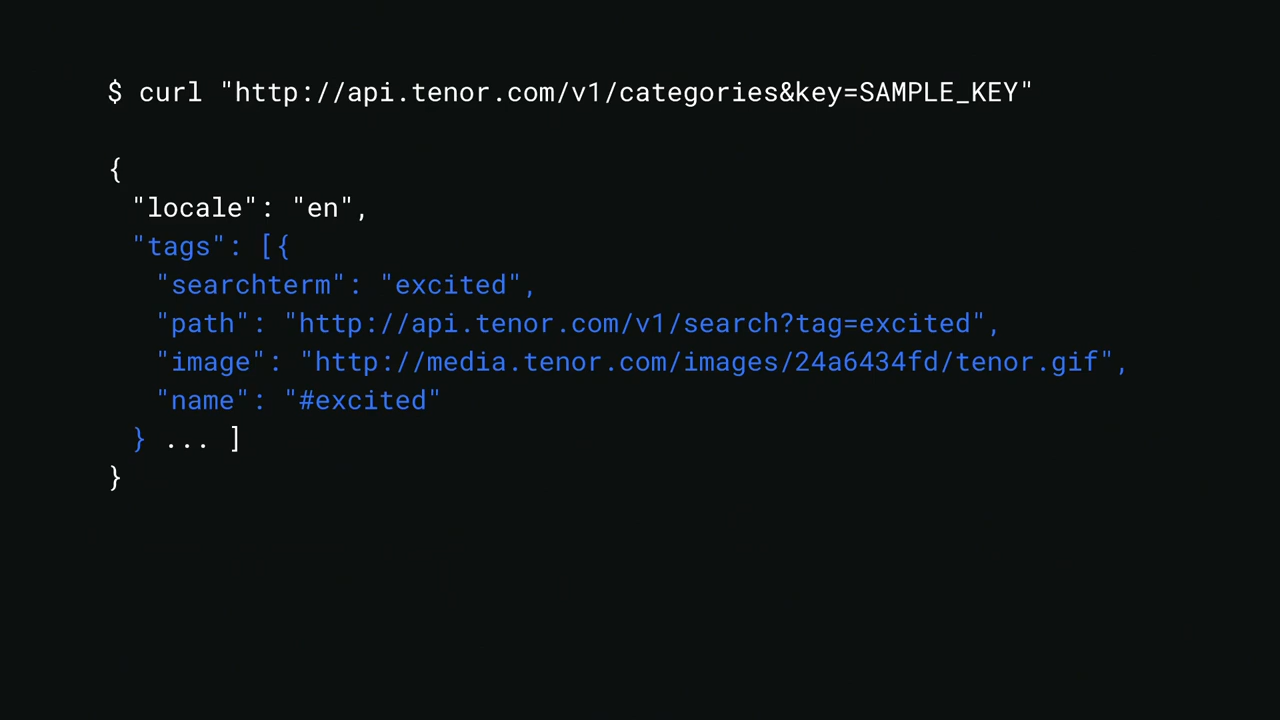 $ curl "http://api.tenor.com/v1/categories&key=SAMPLE_KEY"
{
"locale": "en",
"tags": [{
"searchterm": "excited",
"path": "http://api.tenor.com/v1/search?tag=excited",
"image": "http://media.tenor.com/images/24a6434fd/tenor.gif",
"name": "#excited"
} ... ]
}